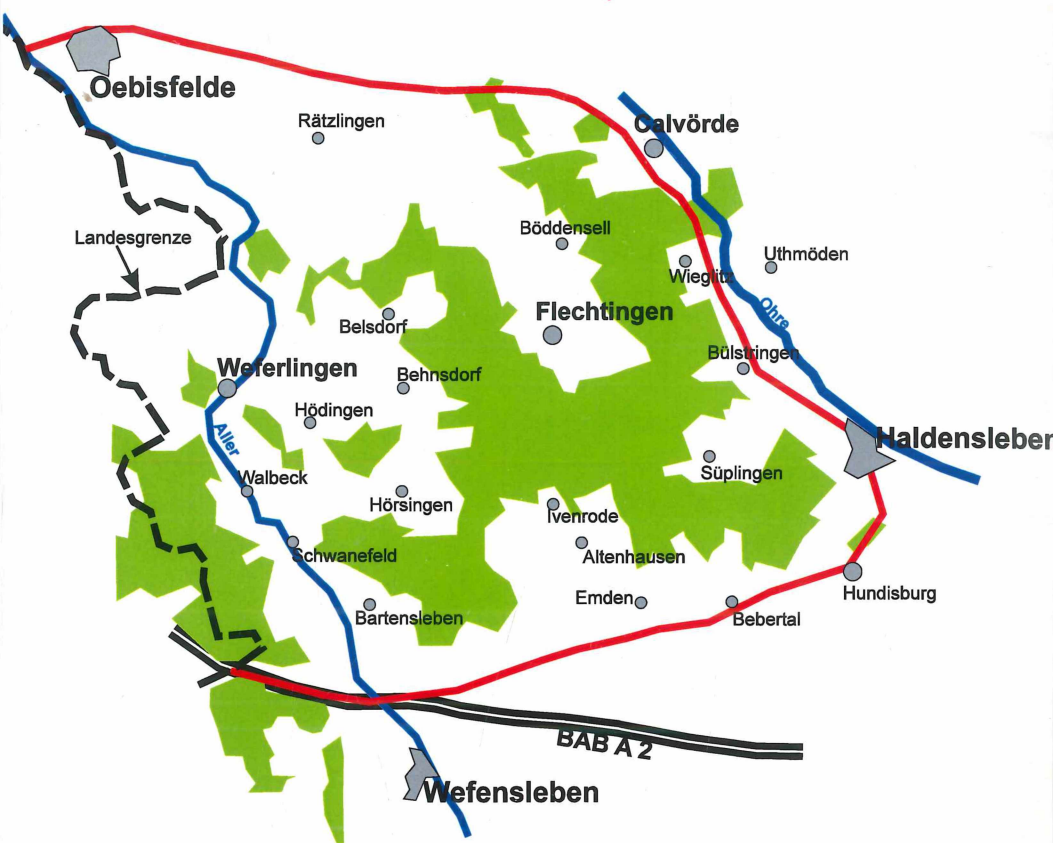 Oebisfelde
Rätzlingen
Calvörde
Böddensell
Landesgrenze
Uthmöden
Wieglitz
Flechtingen
Ohre
Belsdorf
Bülstringen
Weferlingen
Behnsdorf
Hödingen
Aller
Haldensleber
Süplingen
Walbeck
Hörsingen
Ivenrode
Schwanefeld
Altenhausen
Emden
Hundisburg
Bartensleben
Bebertal
BAB A 2
Wefensleben